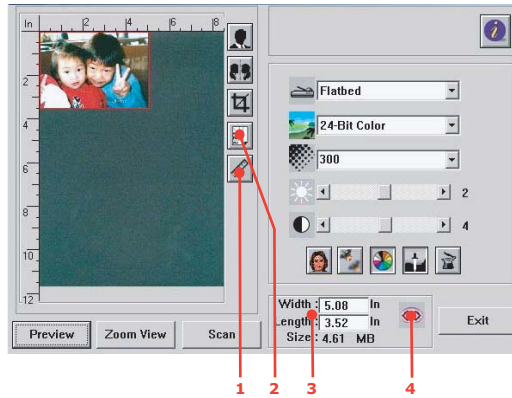 In 2 4 6 8
2
4
6
8
10
12
Flatbed
24-Bit Color
300
2
4
Width : 5.08 In
Length : 3.52 In
Size : 4.61 MB
Preview Zoom View Scan Exit
1 2 3 4